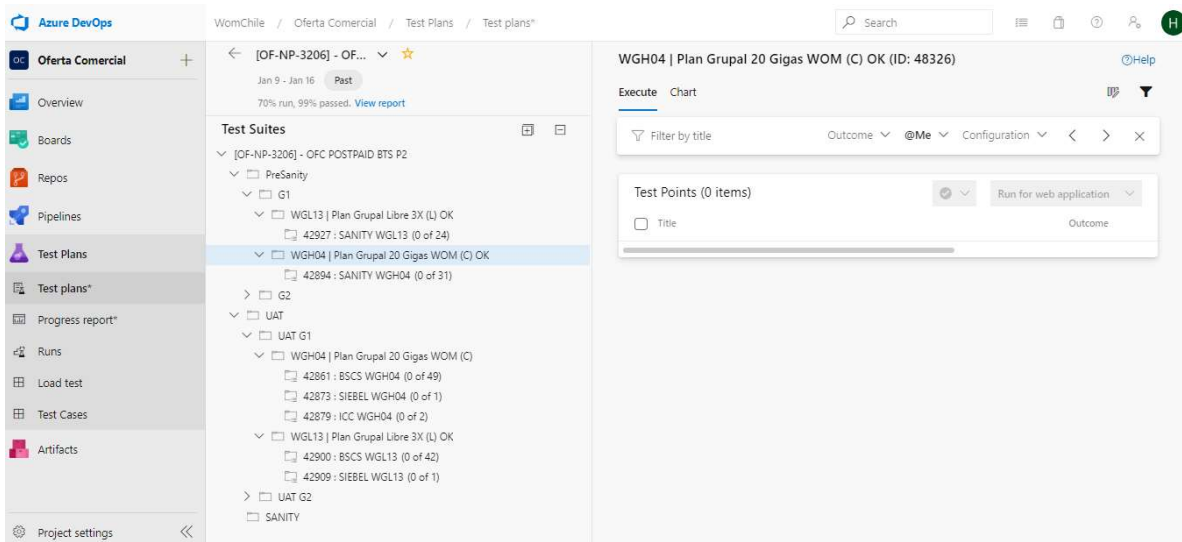 Azure DevOps
WomChile / Oferta Comercial / Test Plans / Test plans*
Search
H
OC Oferta Comercial
Overview
Boards
Repos
Pipelines
Test Plans
Test plans*
Progress report*
Runs
Load test
Test Cases
Artifacts
Project settings
[OF-NP-3206] - OF...
Jan 9 - Jan 16 Past
70% run, 99% passed. View report
Test Suites
[OF-NP-3206] - OFC POSTPAID BTS P2
PreSanity
G1
WGL13 | Plan Grupal Libre 3X (L) OK
42927 : SANITY WGL13 (0 of 24)
WGH04 | Plan Grupal 20 Gigas WOM (C) OK
42894 : SANITY WGH04 (0 of 31)
G2
UAT
UAT G1
WGH04 | Plan Grupal 20 Gigas WOM (C)
42861 : BSCS WGH04 (0 of 49)
42873 : SIEBEL WGH04 (0 of 1)
42879 : ICC WGH04 (0 of 2)
WGL13 | Plan Grupal Libre 3X (L) OK
42900 : BSCS WGL13 (0 of 42)
42909 : SIEBEL WGL13 (0 of 1)
UAT G2
SANITY
WGH04 | Plan Grupal 20 Gigas WOM (C) OK (ID: 48326)
Help
Execute Chart
Filter by title Outcome @Me Configuration
Test Points (0 items) Run for web application
Title Outcome